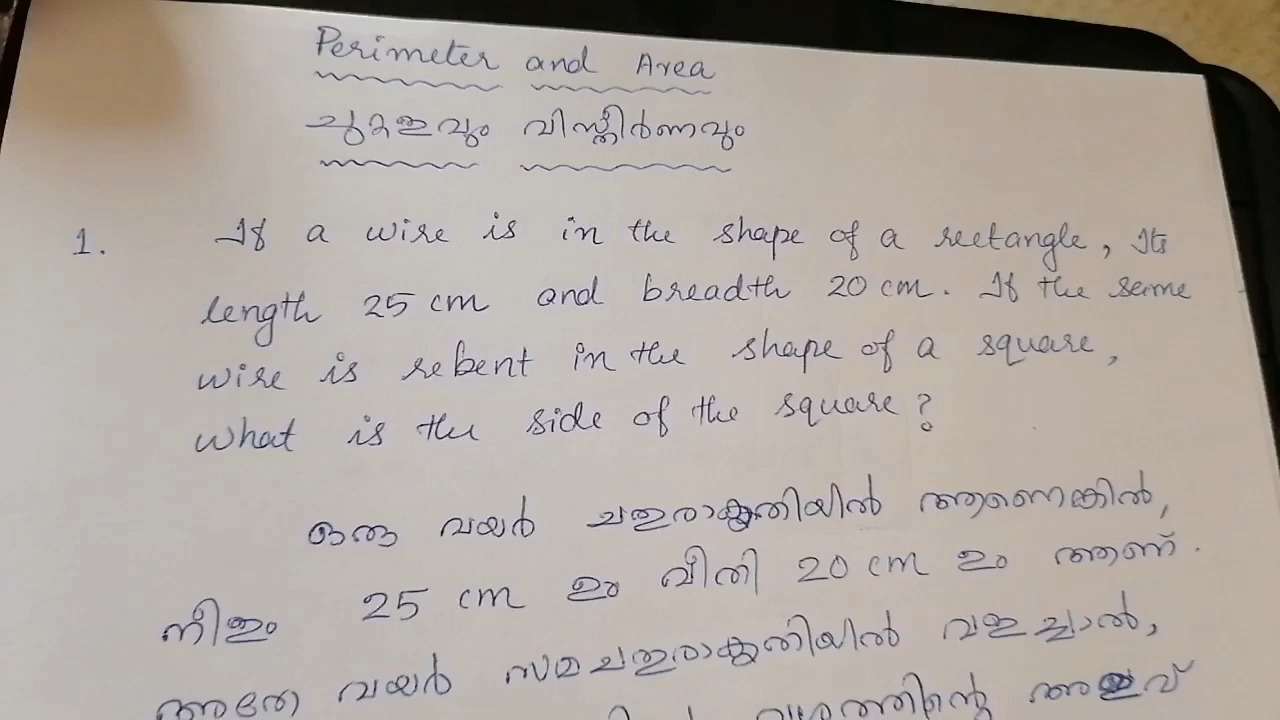 Perimeter and Area
ചുറ്റളവും വിസ്തീർണവും
1. If a wire is in the shape of a rectangle, Its
length 25 cm and breadth 20 cm. If the same
wire is rebent in the shape of a square,
what is the side of the square?
ഒരു വയർ ചതുരാകൃതിയിൽ ആണെങ്കിൽ,
നീളം 25 cm ഉം വീതി 20 cm ഉം ആണ്.
അതേ വയർ സമചതുരാകൃതിയിൽ വളച്ചാൽ,
വശത്തിന്റെ അളവ്